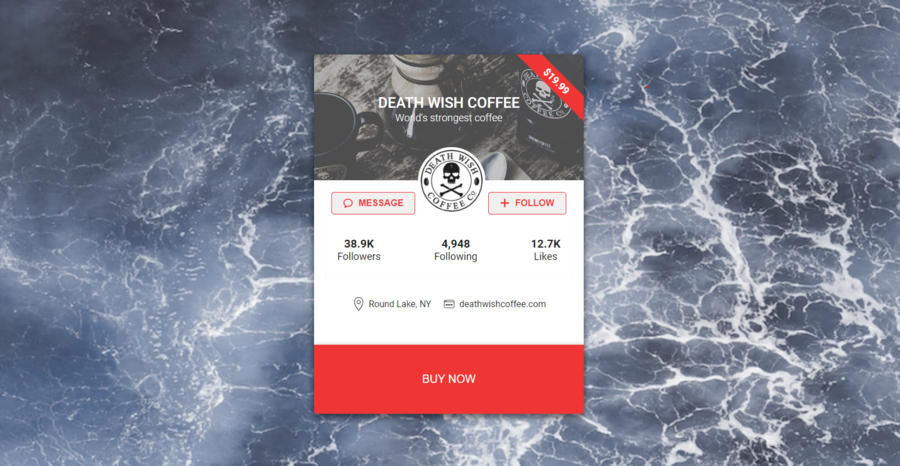 $19.99
DEATH WISH COFFEE
World's strongest coffee
DEATH WISH
COFFEE Co
MESSAGE
FOLLOW
38.9K
4,948
12.7K
Followers
Following
Likes
Round Lake, NY
deathwishcoffee.com
BUY NOW